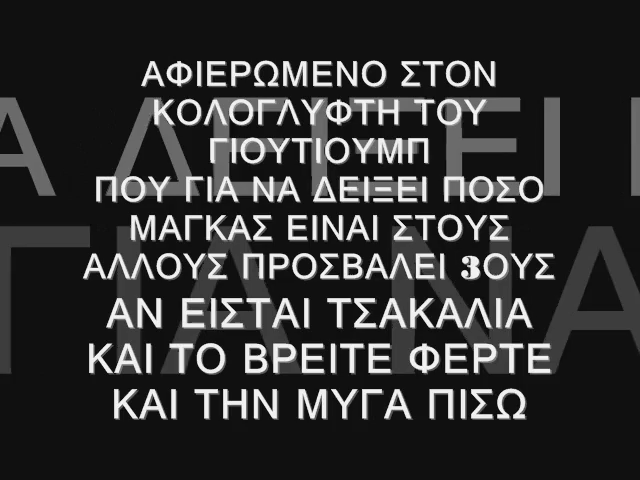 ΑΦΙΕΡΩΜΕΝΟ ΣΤΟΝ
ΚΟΛΟΓΛΥΦΤΗ ΤΟΥ
ΓΙΟΥΤΙΟΥΜΠ
ΠΟΥ ΓΙΑ ΝΑ ΔΕΙΞΕΙ ΠΟΣΟ
ΜΑΓΚΑΣ ΕΙΝΑΙ ΣΤΟΥΣ
ΑΛΛΟΥΣ ΠΡΟΣΒΑΛΕΙ 3ΟΥΣ
ΑΝ ΕΙΣΤΑΙ ΤΣΑΚΑΛΙΑ
ΚΑΙ ΤΟ ΒΡΕΙΤΕ ΦΕΡΤΕ
ΚΑΙ ΤΗΝ ΜΥΓΑ ΠΙΣΩ